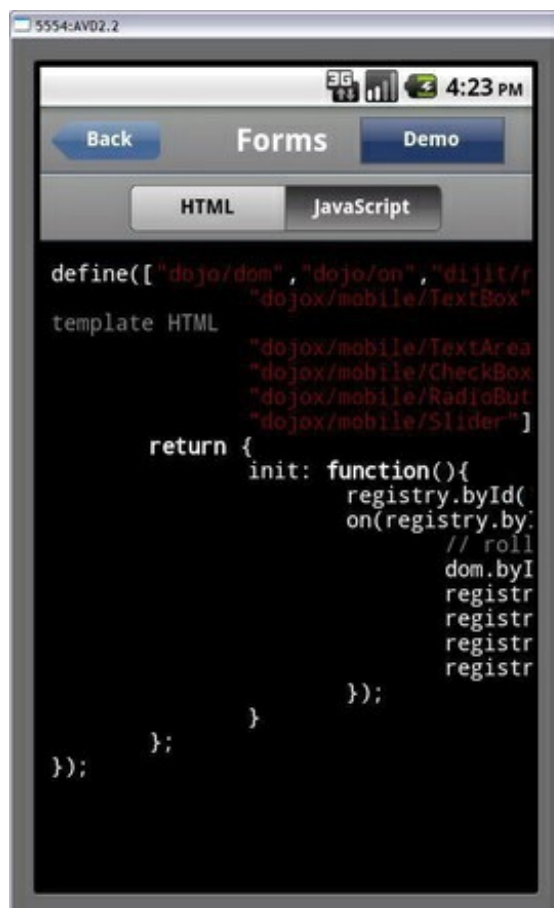 5554:AVD2.2
3G 4:23 PM
Back Forms Demo
HTML JavaScript
define(["dojo/dom","dojo/on","dijit/r
"dojox/mobile/TextBox"
template HTML
"dojox/mobile/TextArea
"dojox/mobile/CheckBox
"dojox/mobile/RadioBut
"dojox/mobile/Slider"]
return {
init: function(){
registry.byId(
on(registry.by
// roll
dom.byI
registr
registr
registr
registr
});
}
};
});